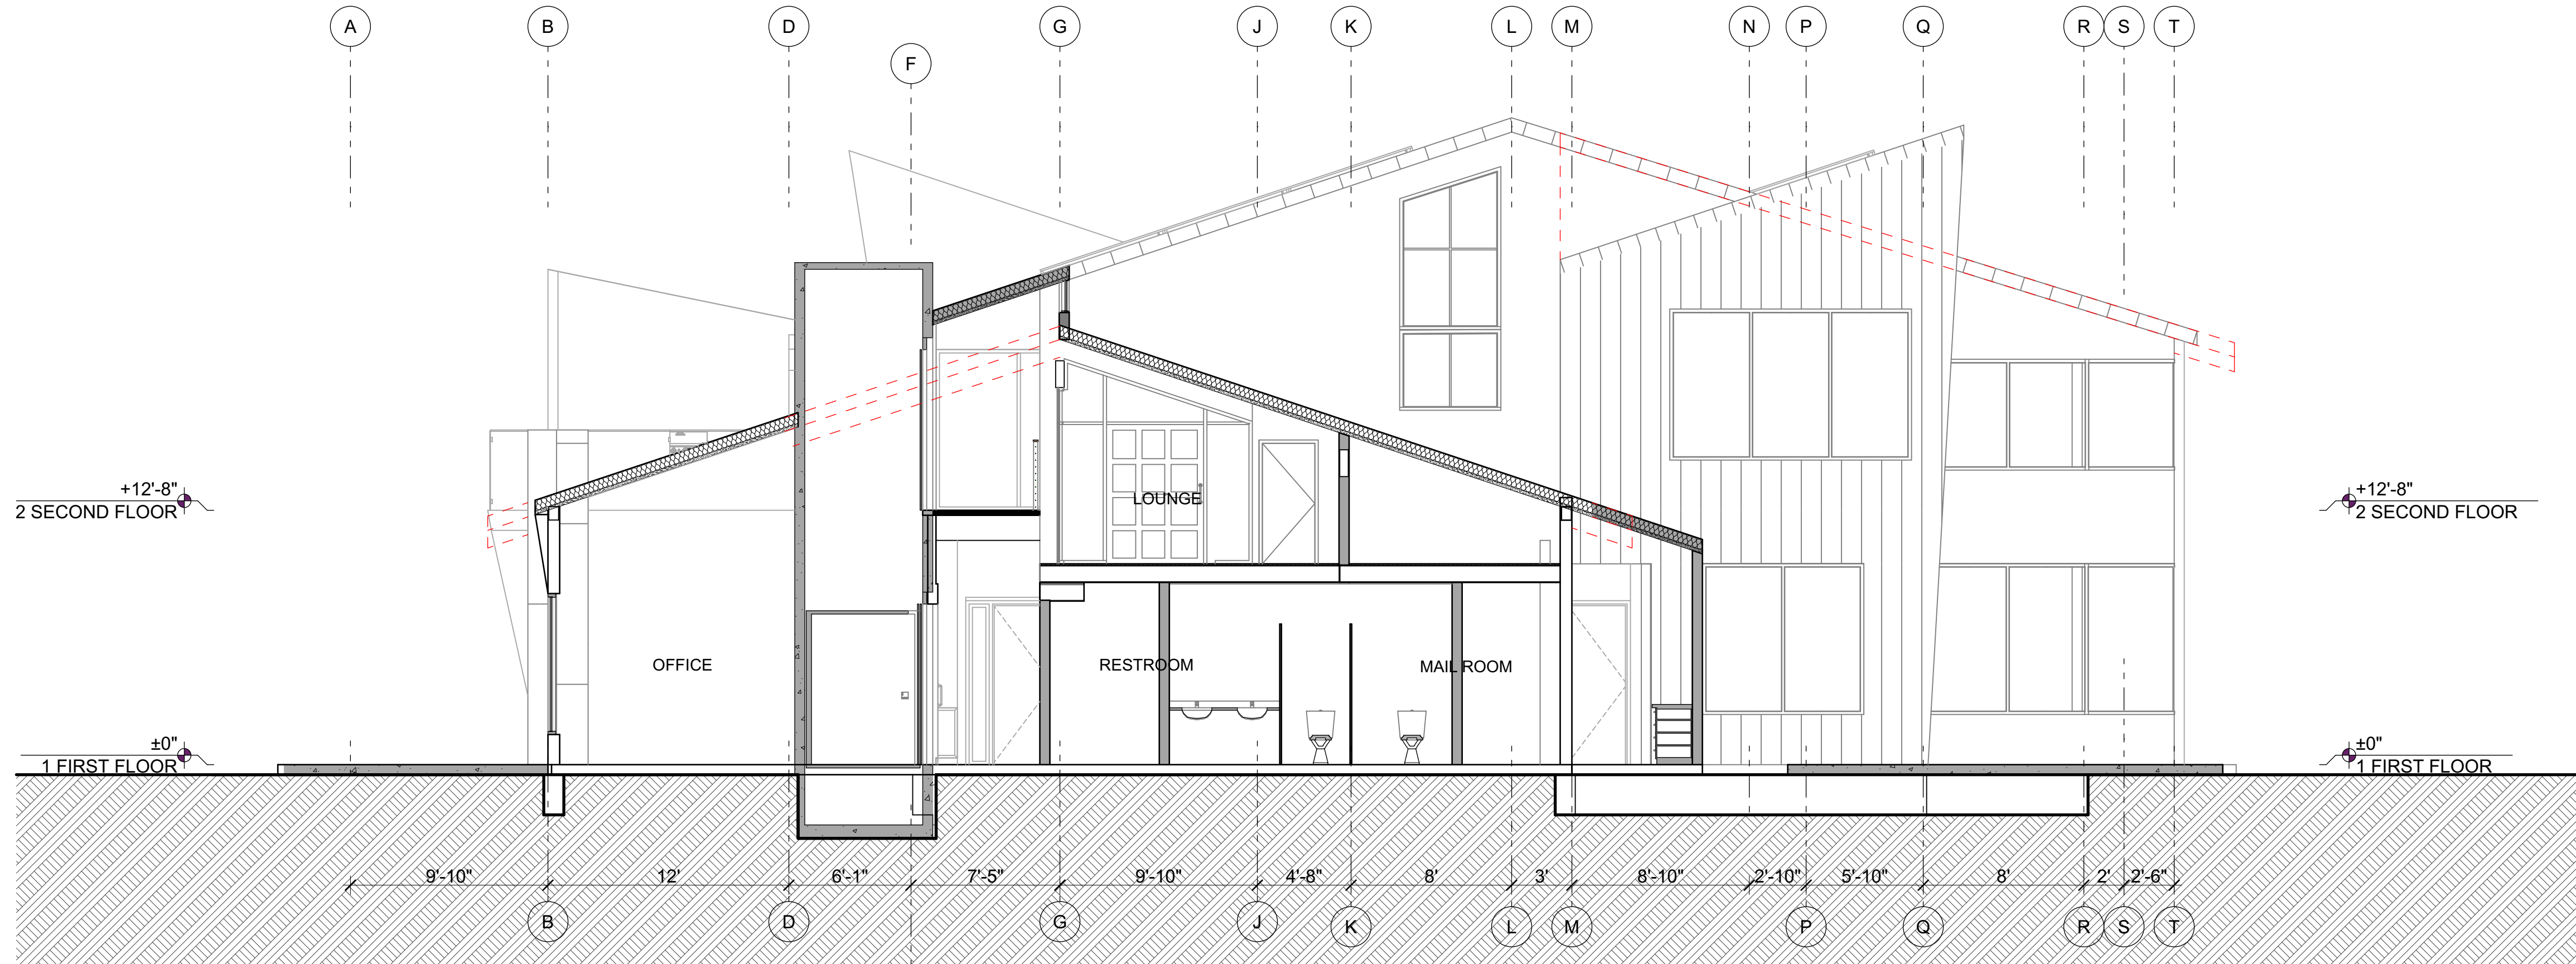 A B D G J K L M N P Q R S T
F
+12'-8"
2 SECOND FLOOR
+12'-8"
2 SECOND FLOOR
LOUNGE
OFFICE
RESTROOM
MAIL ROOM
±0"
1 FIRST FLOOR
±0"
1 FIRST FLOOR
9'-10" 12' 6'-1" 7'-5" 9'-10" 4'-8" 8' 3' 8'-10" 2'-10" 5'-10" 8' 2' 2'-6"
B D G J K L M P Q R S T